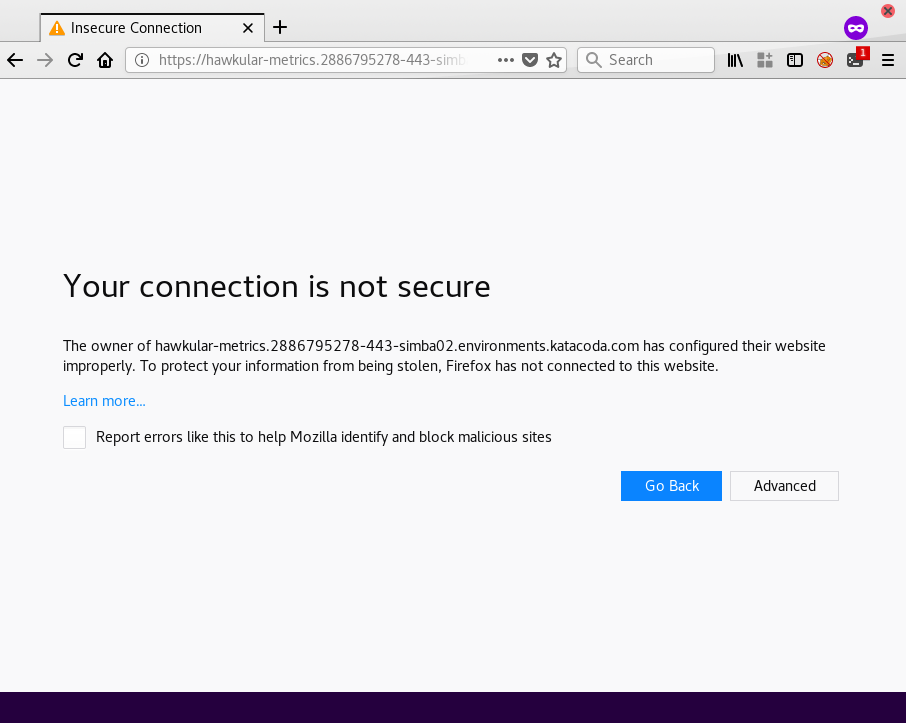 Insecure Connection
https://hawkular-metrics.2886795278-443-simb
Search
1
Your connection is not secure
The owner of hawkular-metrics.2886795278-443-simba02.environments.katacoda.com has configured their website
improperly. To protect your information from being stolen, Firefox has not connected to this website.
Learn more...
Report errors like this to help Mozilla identify and block malicious sites
Go Back
Advanced